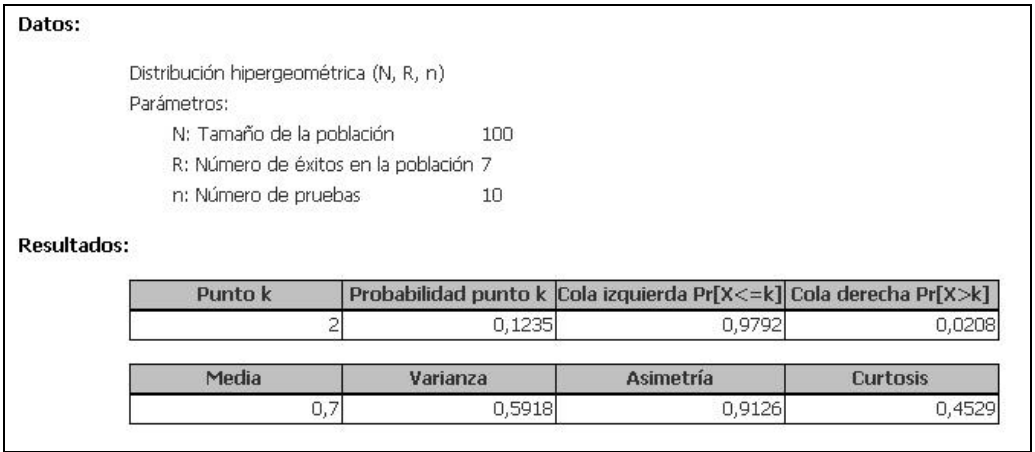 Datos:
Distribución hipergeométrica (N, R, n)
Parámetros:
N: Tamaño de la población 100
R: Número de éxitos en la población 7
n: Número de pruebas 10
Resultados:
Punto k Probabilidad punto k Cola izquierda Pr[X<=k] Cola derecha Pr[X>k]
2 0,1235 0,9792 0,0208
Media Varianza Asimetría Curtosis
0,7 0,5918 0,9126 0,4529